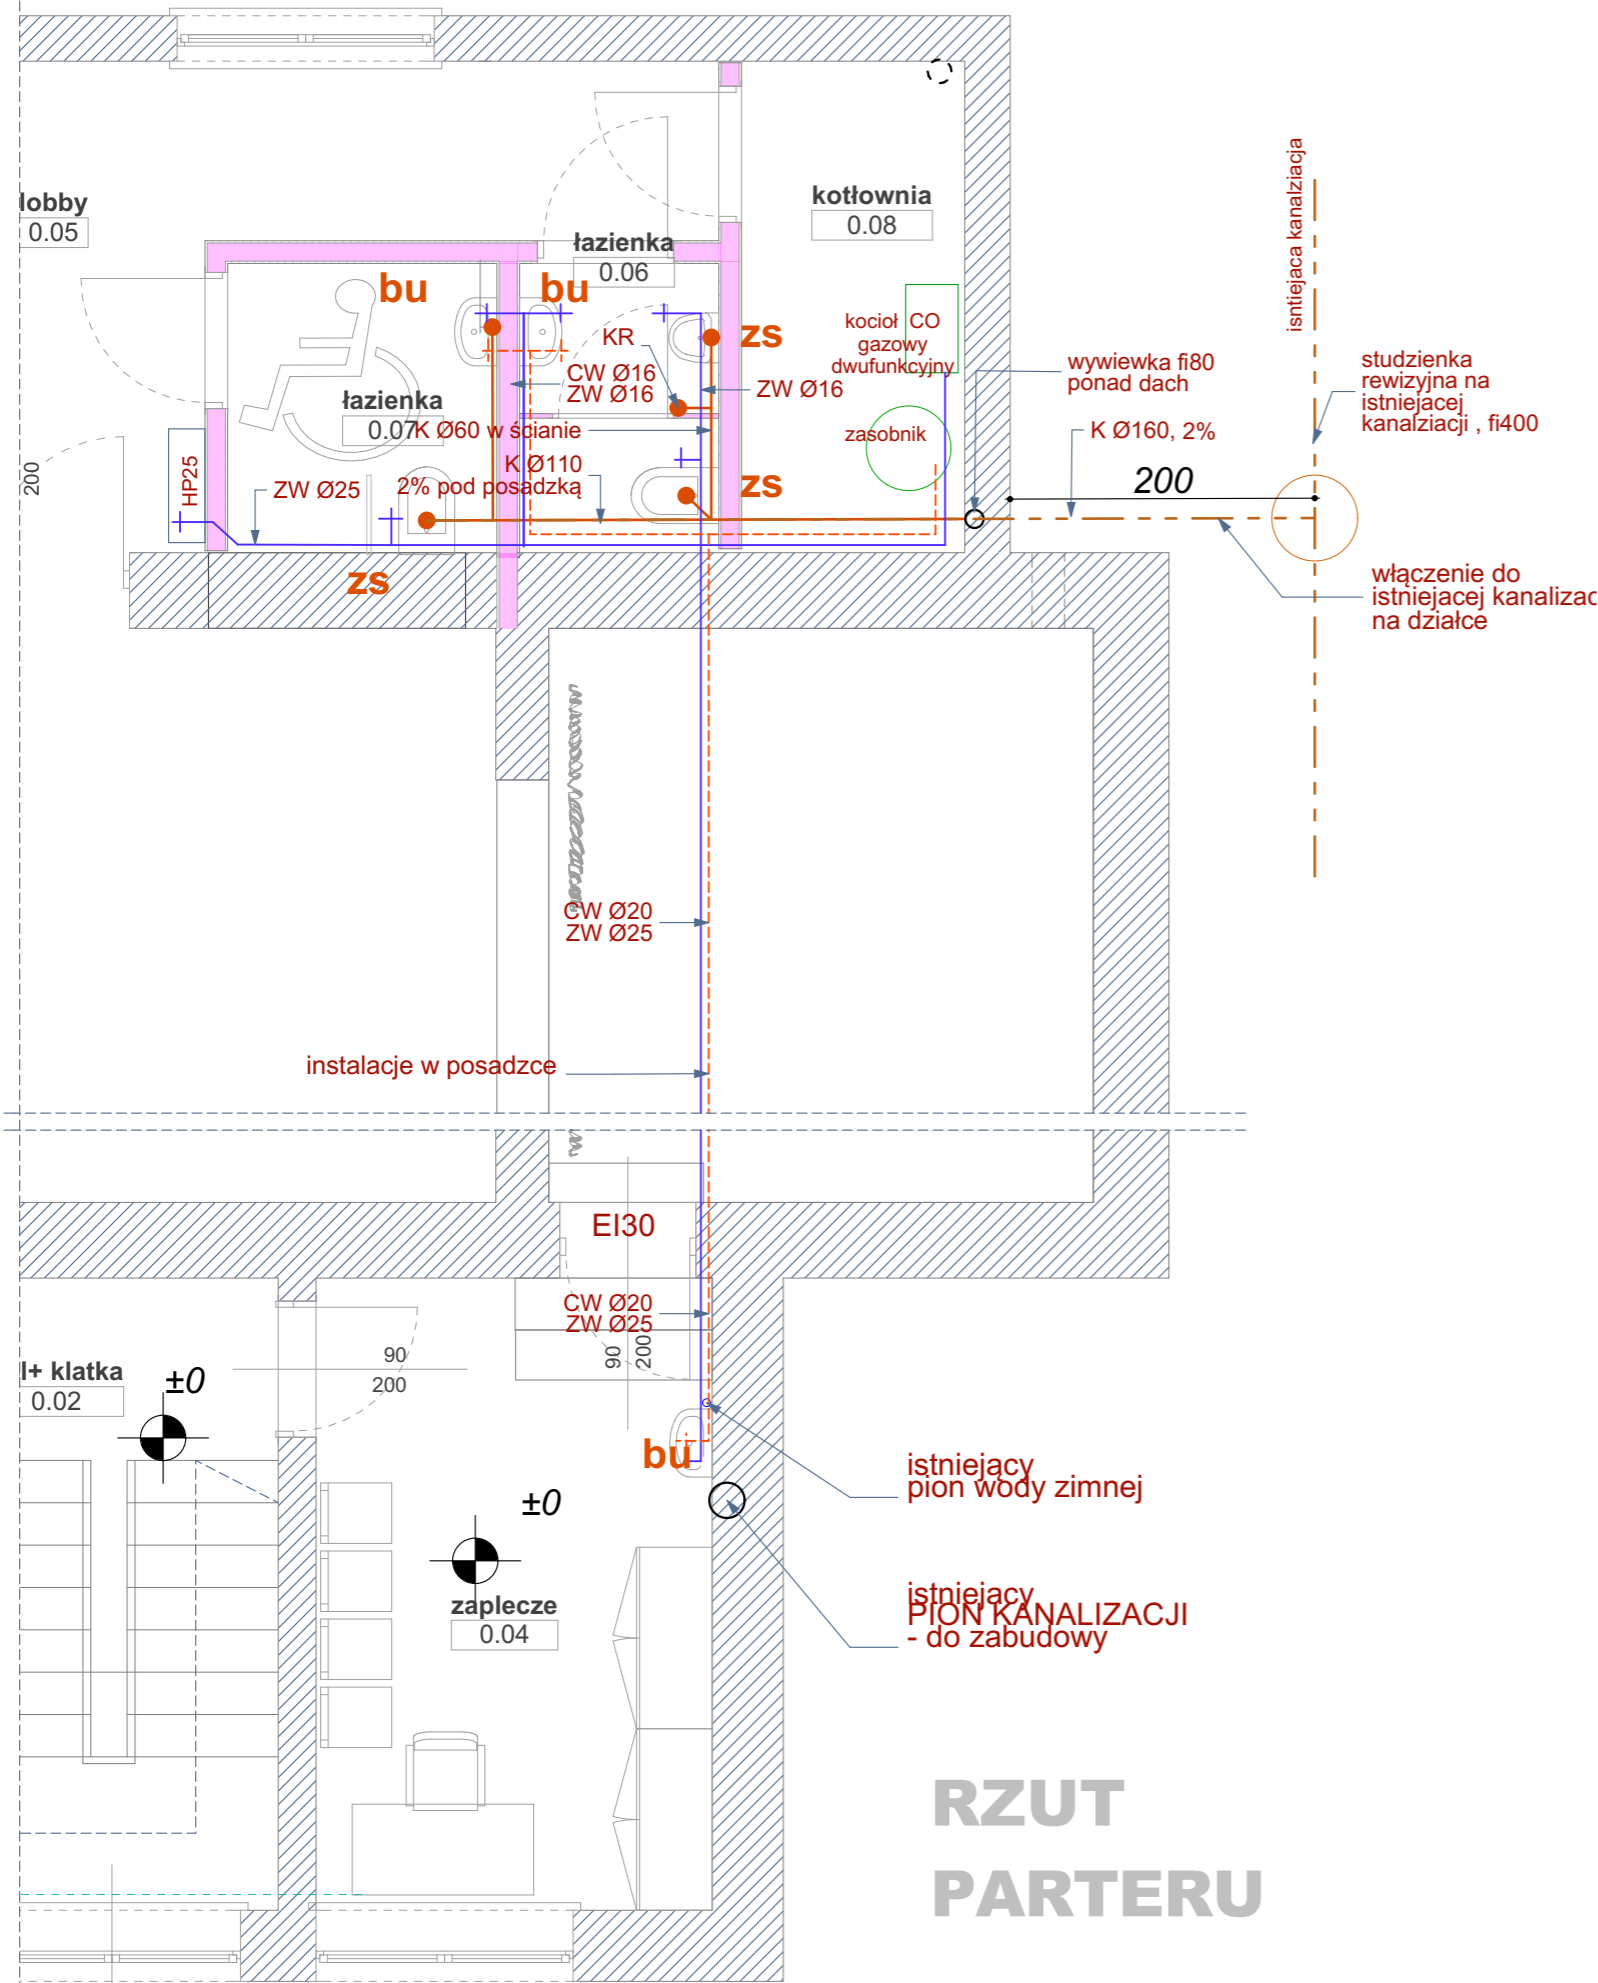 lobby
0.05
łazienka
0.06
kotłownia
0.08
isntiejaca kanalziacja
bu
bu
zs
KR
CW Ø16
ZW Ø16
ZW Ø16
kocioł CO
gazowy
dwufunkcyjny
wywiewka fi80
ponad dach
studzienka
rewizyjna na
istniejacej
kanalziacji , fi400
łazienka
0.07
K Ø60 w ścianie
zasobnik
K Ø160, 2%
200
200
HP25
ZW Ø25
K Ø110
2% pod posadzką
zs
zs
włączenie do
istniejacej kanalizac
na działce
CW Ø20
ZW Ø25
instalacje w posadzce
EI30
CW Ø20
ZW Ø25
90
200
90
200
l+ klatka
0.02
±0
bu
istniejący
pion wody zimnej
±0
istniejący
PION KANALIZACJI
- do zabudowy
zaplecze
0.04
RZUT
PARTERU